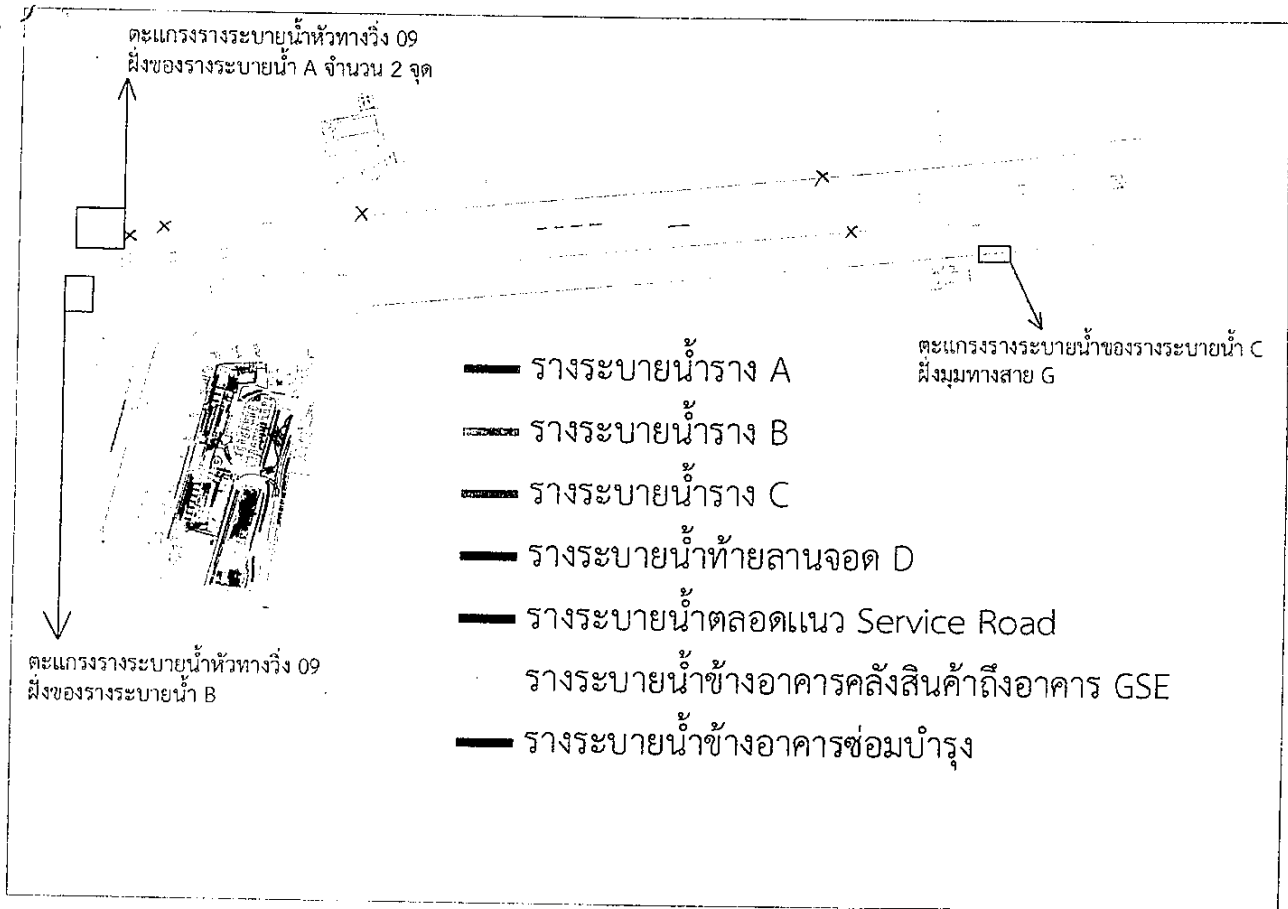 ตะแกรงรางระบายน้ำหัวทางวิ่ง 09
ฝั่งของรางระบายน้ำ A จำนวน 2 จุด
ตะแกรงรางระบายน้ำของรางระบายน้ำ C
ฝั่งมุมทางสาย G
รางระบายน้ำราง A
รางระบายน้ำราง B
รางระบายน้ำราง C
รางระบายน้ำท้ายลานจอด D
รางระบายน้ำตลอดแนว Service Road
รางระบายน้ำข้างอาคารคลังสินค้าถึงอาคาร GSE
รางระบายน้ำข้างอาคารซ่อมบำรุง
ตะแกรงรางระบายน้ำหัวทางวิ่ง 09
ฝั่งของรางระบายน้ำ B